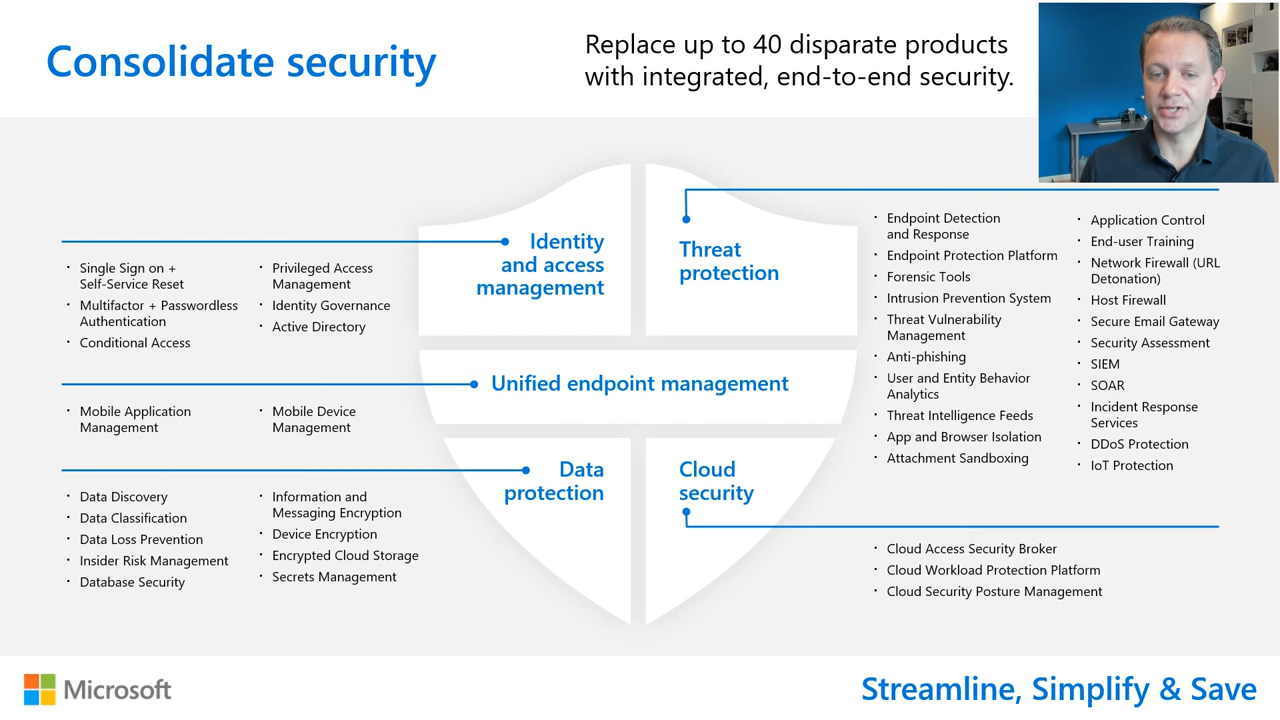 Consolidate security
Replace up to 40 disparate products
with integrated, end-to-end security.
Identity
and access
management
· Single Sign on +
Self-Service Reset
· Multifactor + Passwordless
Authentication
· Conditional Access
· Privileged Access
Management
· Identity Governance
· Active Directory
Threat
protection
· Endpoint Detection
and Response
· Endpoint Protection Platform
· Forensic Tools
· Intrusion Prevention System
· Threat Vulnerability
Management
· Anti-phishing
· User and Entity Behavior
Analytics
· Threat Intelligence Feeds
· App and Browser Isolation
· Attachment Sandboxing
· Application Control
· End-user Training
· Network Firewall (URL
Detonation)
· Host Firewall
· Secure Email Gateway
· Security Assessment
· SIEM
· SOAR
· Incident Response
Services
· DDoS Protection
· IoT Protection
Unified endpoint management
· Mobile Application
Management
· Mobile Device
Management
Data
protection
· Data Discovery
· Data Classification
· Data Loss Prevention
· Insider Risk Management
· Database Security
· Information and
Messaging Encryption
· Device Encryption
· Encrypted Cloud Storage
· Secrets Management
Cloud
security
· Cloud Access Security Broker
· Cloud Workload Protection Platform
· Cloud Security Posture Management
Microsoft
Streamline, Simplify & Save